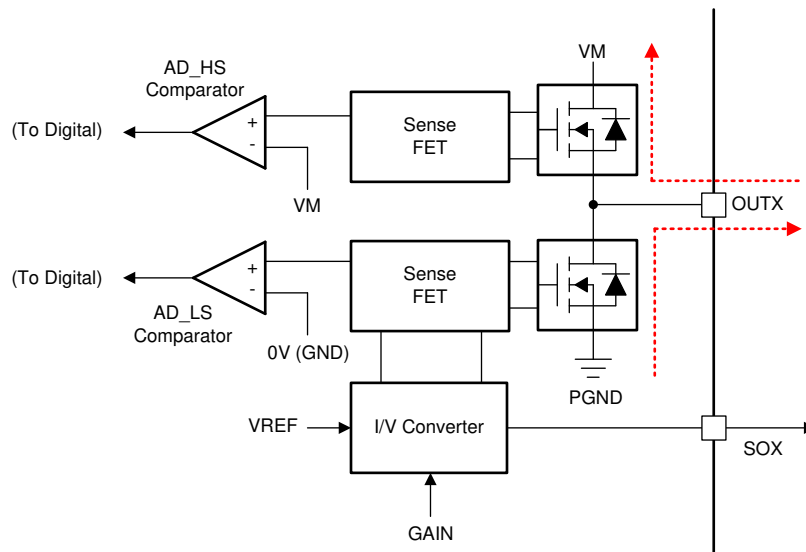 VM
AD_HS
Comparator
(To Digital)
+
-
VM
Sense
FET
OUTX
(To Digital)
+
-
AD_LS
Comparator
0V (GND)
Sense
FET
PGND
VREF
I/V Converter
SOX
GAIN